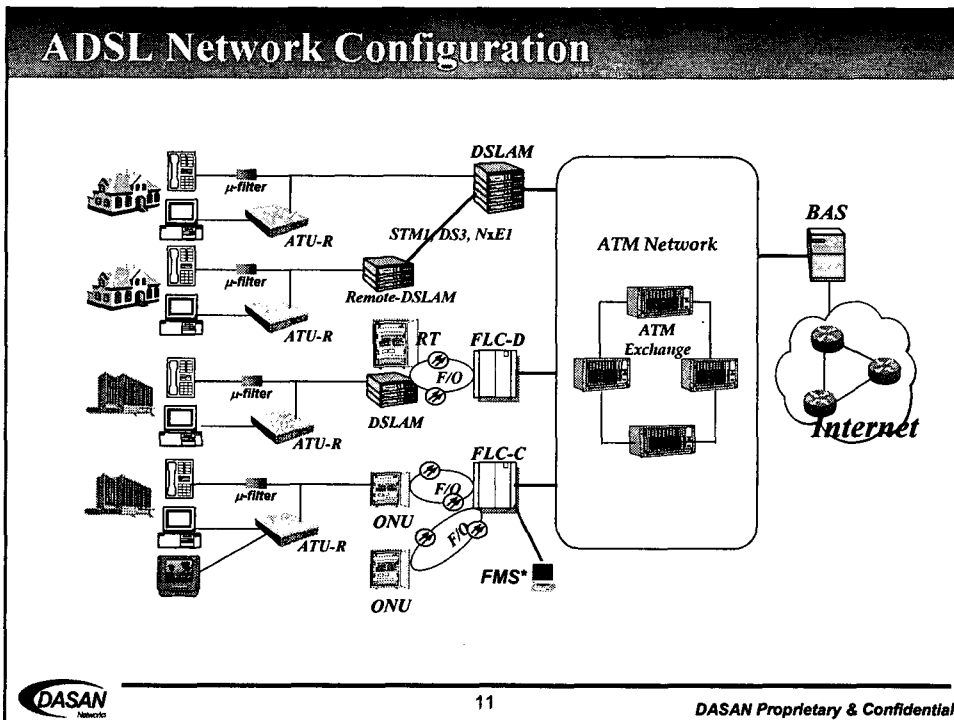 ADSL Network Configuration
DSLAM
μ-filter
ATU-R
STM1, DS3, NxE1
ATM Network
BAS
μ-filter
Remote-DSLAM
ATU-R
RT
FLC-D
F/O
ATM
Exchange
μ-filter
DSLAM
ATU-R
Internet
FLC-C
μ-filter
F/O
ONU
ATU-R
F/O
FMS*
ONU
DASAN
Networks
11
DASAN Proprietary & Confidential